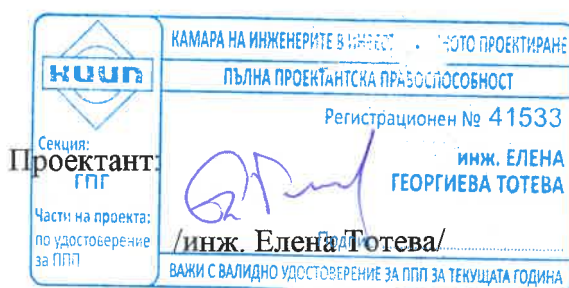 КАМАРА НА ИНЖЕНЕРИТЕ В ПРОЕКТИРАНЕ
КИИП
ПЪЛНА ПРОЕКТАНТСКА ПРАВОСПОСОБНОСТ
Регистрационен № 41533
Секция:
Проектант:
ГПГ
инж. ЕЛЕНА
ГЕОРГИЕВА ТОТЕВА
Части на проекта:
по удостоверение
за ППП
/инж. Елена Тотева/
ВАЖИ С ВАЛИДНО УДОСТОВЕРЕНИЕ ЗА ППП ЗА ТЕКУЩАТА ГОДИНА